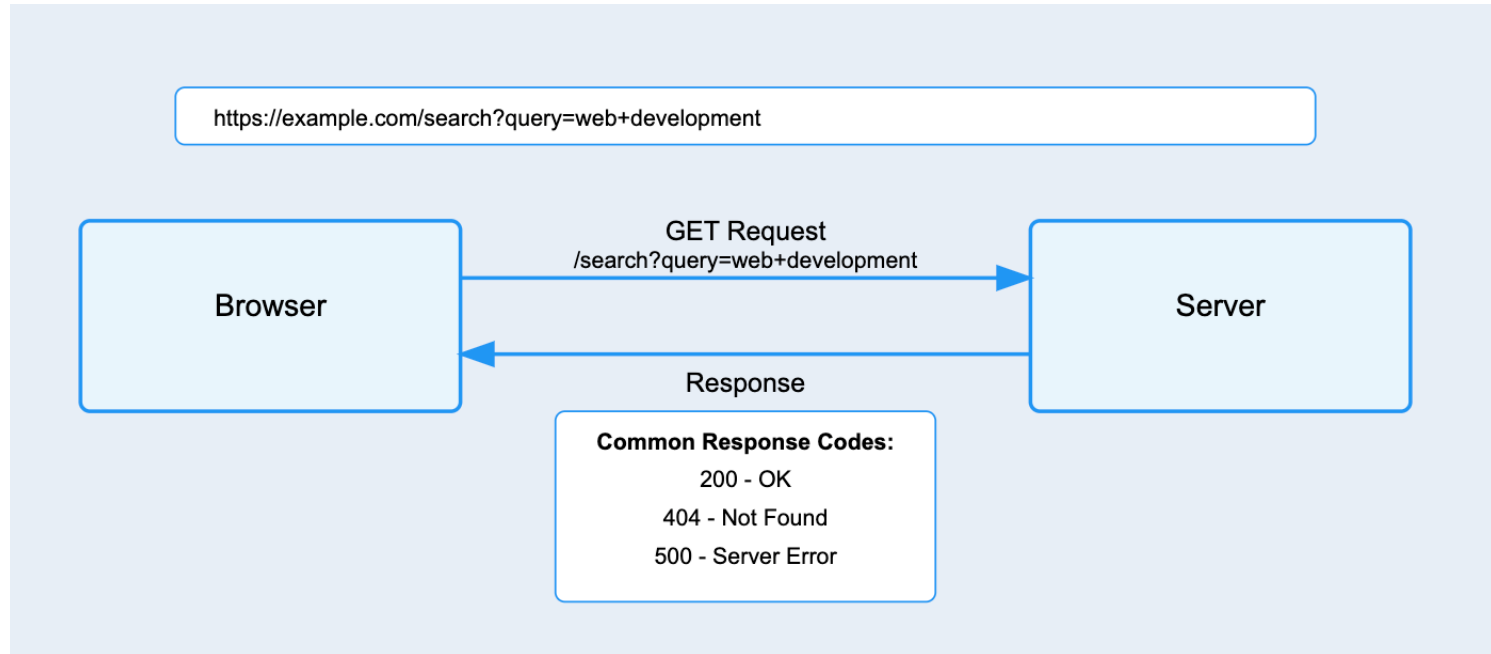 https://example.com/search?query=web+development
GET Request
/search?query=web+development
Browser
Server
Response
Common Response Codes:
200 - OK
404 - Not Found
500 - Server Error